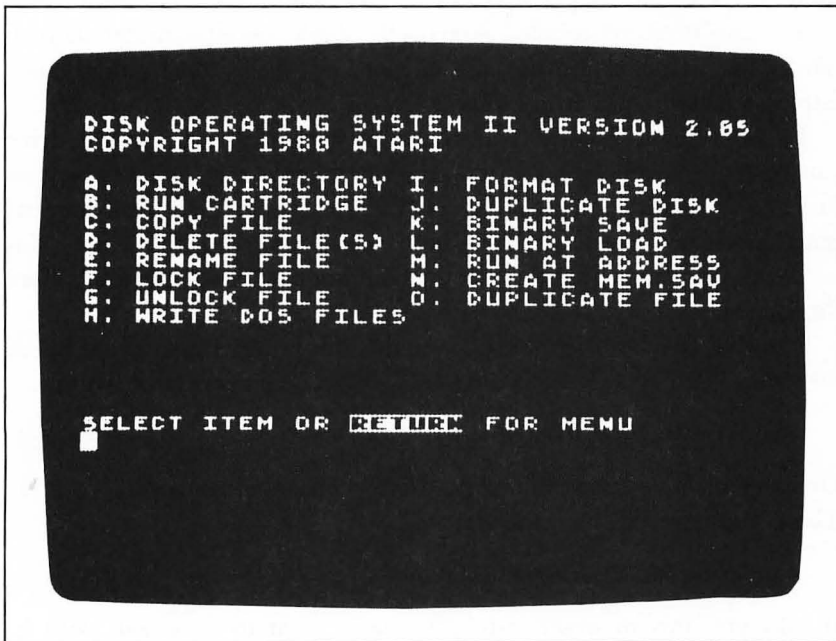 DISK OPERATING SYSTEM II VERSION 2.0S
COPYRIGHT 1980 ATARI
A. DISK DIRECTORY I. FORMAT DISK
B. RUN CARTRIDGE J. DUPLICATE DISK
C. COPY FILE K. BINARY SAVE
D. DELETE FILE(S) L. BINARY LOAD
E. RENAME FILE M. RUN AT ADDRESS
F. LOCK FILE N. CREATE MEM.SAV
G. UNLOCK FILE O. DUPLICATE FILE
H. WRITE DOS FILES
SELECT ITEM OR RETURN FOR MENU